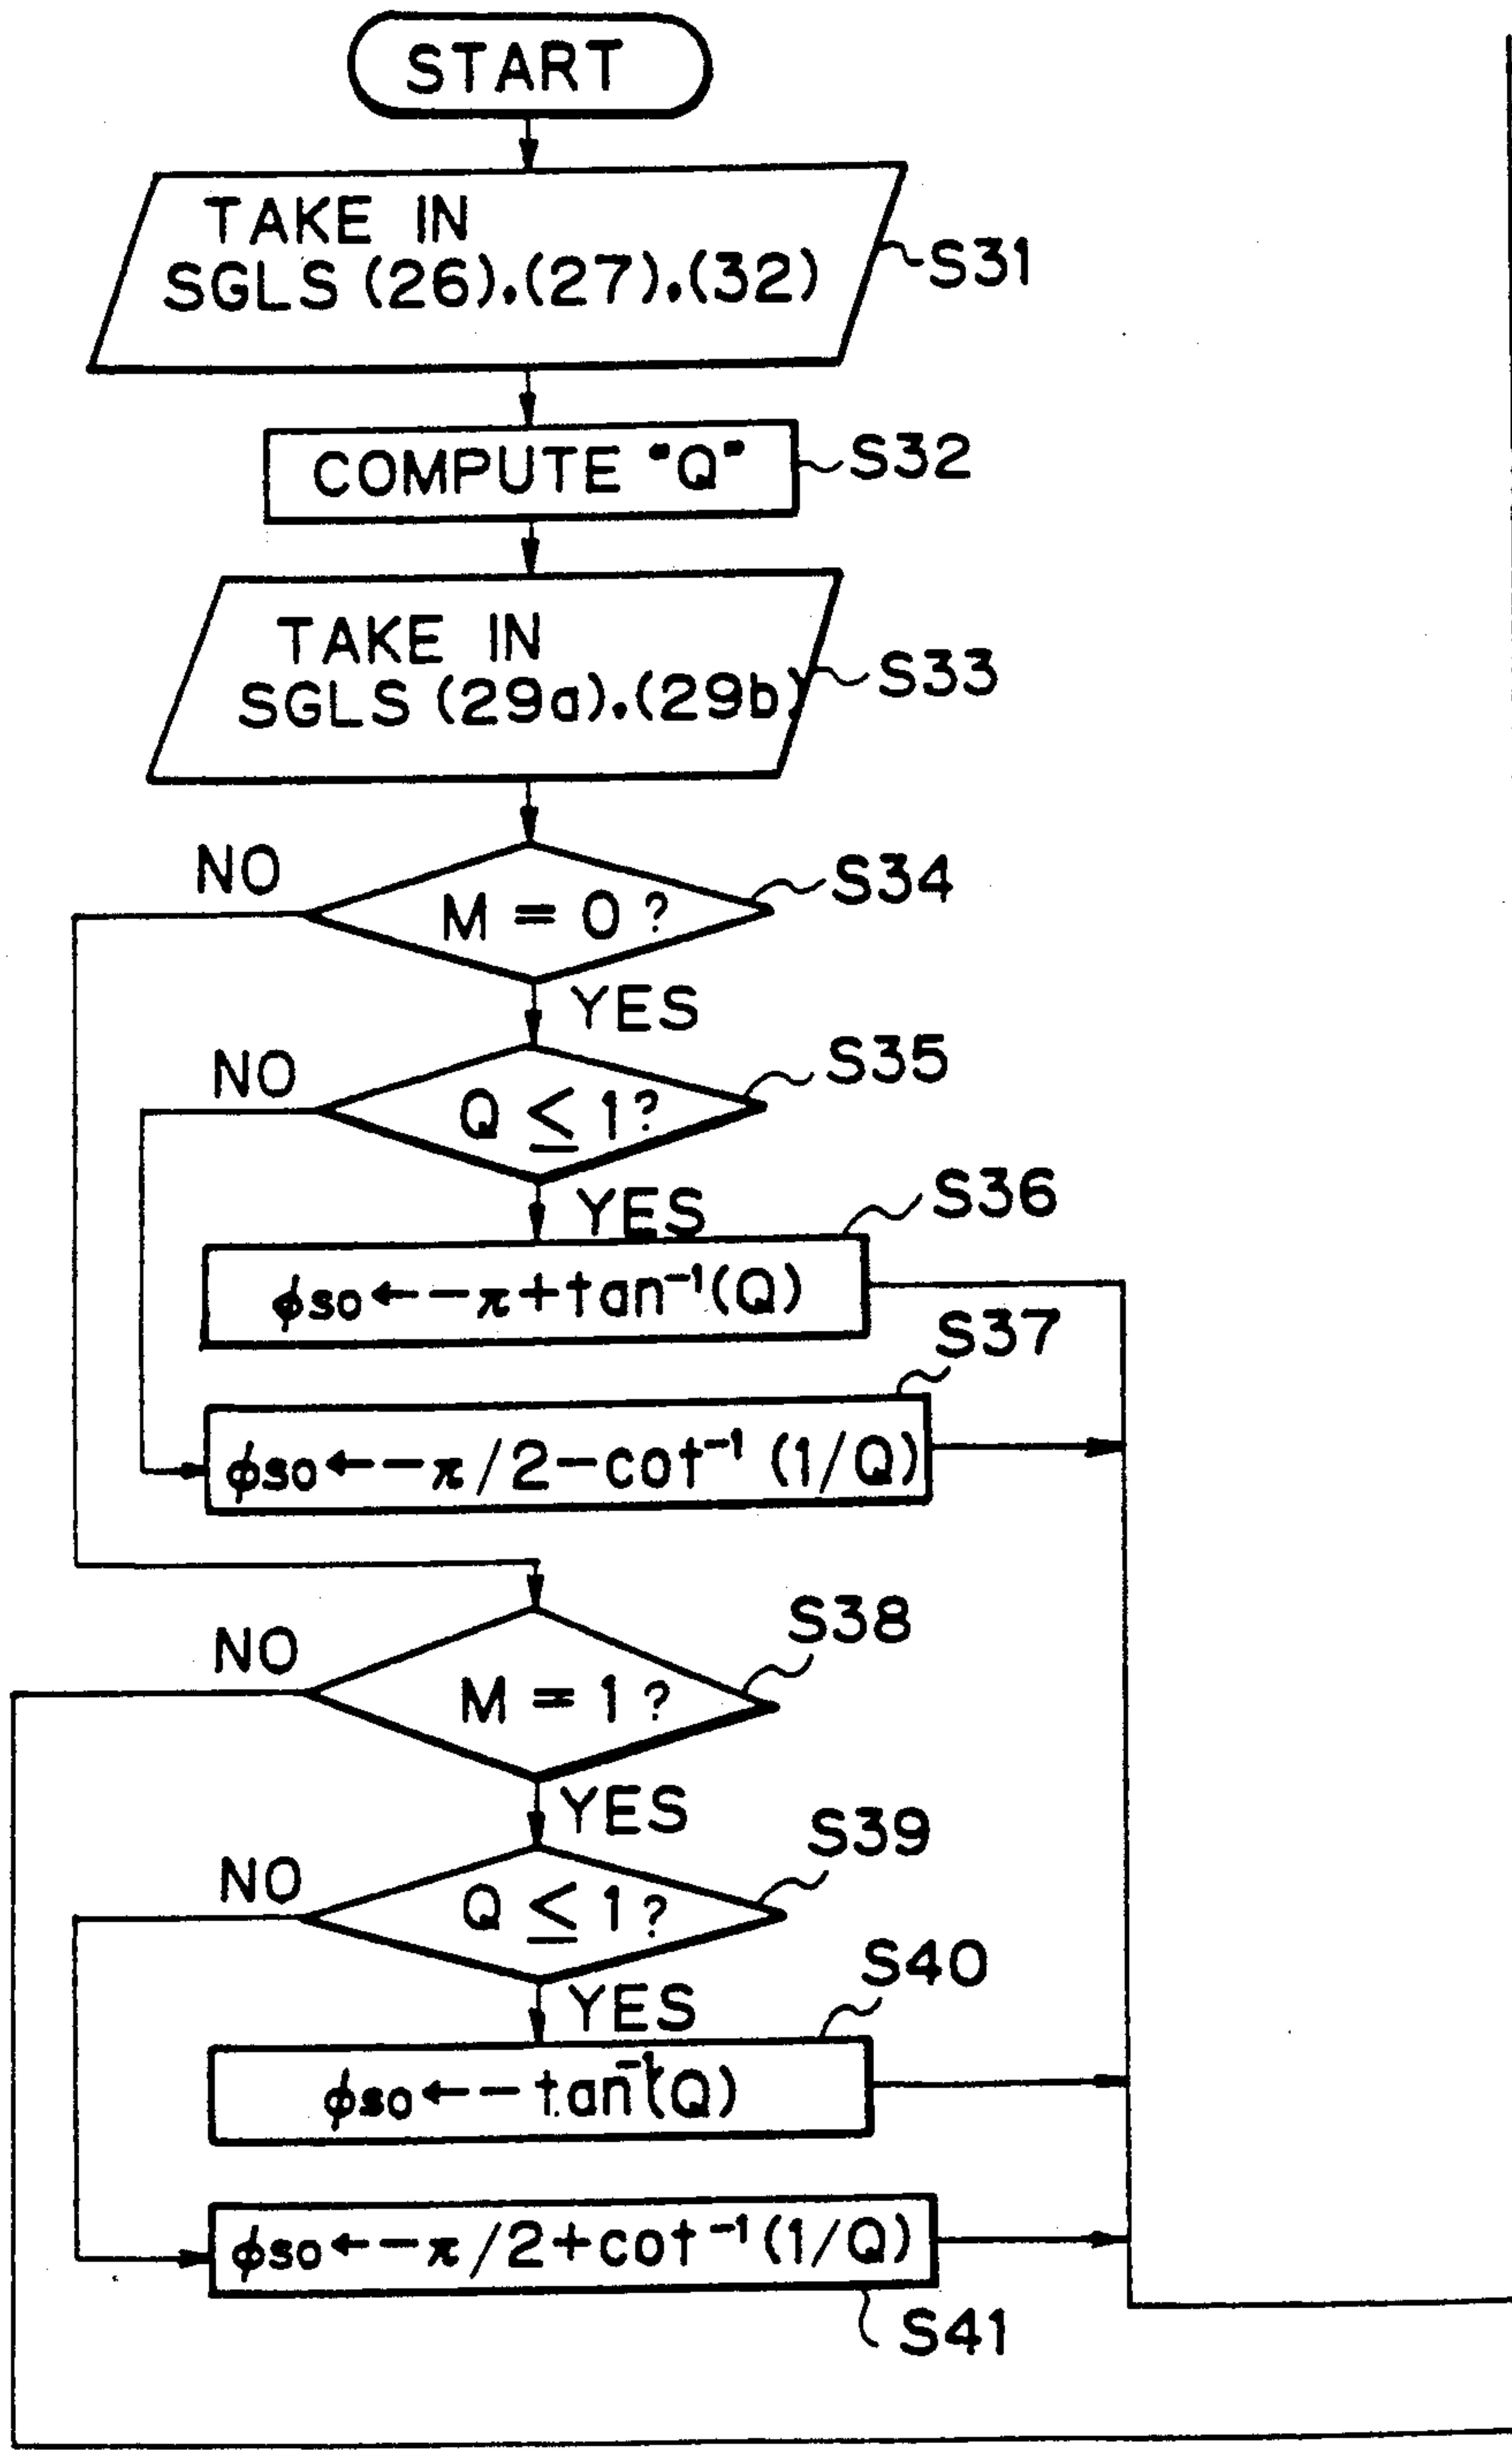 START
TAKE IN
SGLS (26).(27).(32)
S31
COMPUTE "Q"
S32
TAKE IN
SGLS (29a).(29b)
S33
NO
M = 0 ?
S34
YES
NO
Q ≤ 1?
S35
YES
S36
ϕso←−π+tan⁻¹(Q)
S37
ϕso←−π/2−cot⁻¹ (1/Q)
NO
M = 1 ?
S38
YES
NO
Q ≤ 1?
S39
YES
S40
ϕso←−tan⁻¹(Q)
ϕso←−π/2+cot⁻¹(1/Q)
S41